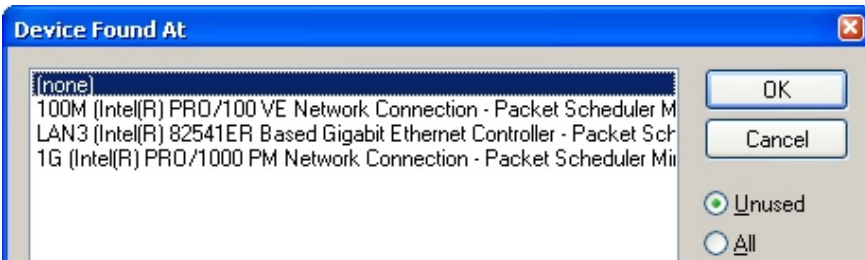 Device Found At
(none)
100M (Intel(R) PRO/100 VE Network Connection - Packet Scheduler M
LAN3 (Intel(R) 82541ER Based Gigabit Ethernet Controller - Packet Sch
1G (Intel(R) PRO/1000 PM Network Connection - Packet Scheduler Mi
OK
Cancel
Unused
All